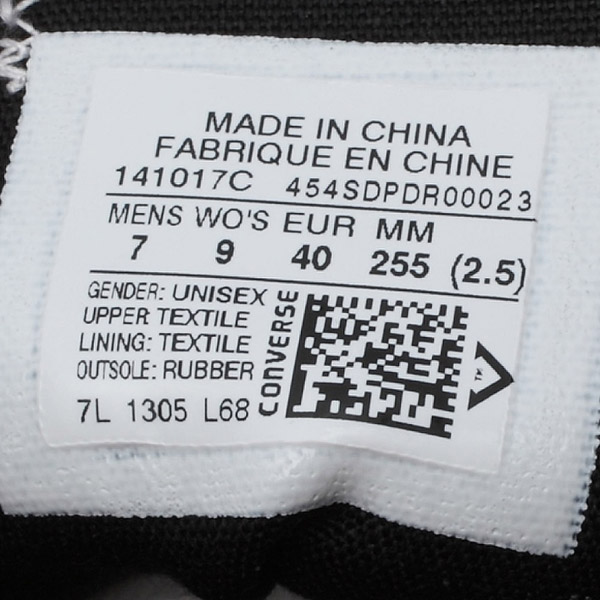 MADE IN CHINA
FABRIQUE EN CHINE
141017C 454SDPDR00023
MENS WO'S EUR MM
7 9 40 255 (2.5)
GENDER: UNISEX
UPPER TEXTILE
LINING: TEXTILE
OUTSOLE: RUBBER
7L 1305 L68
CONVERSE